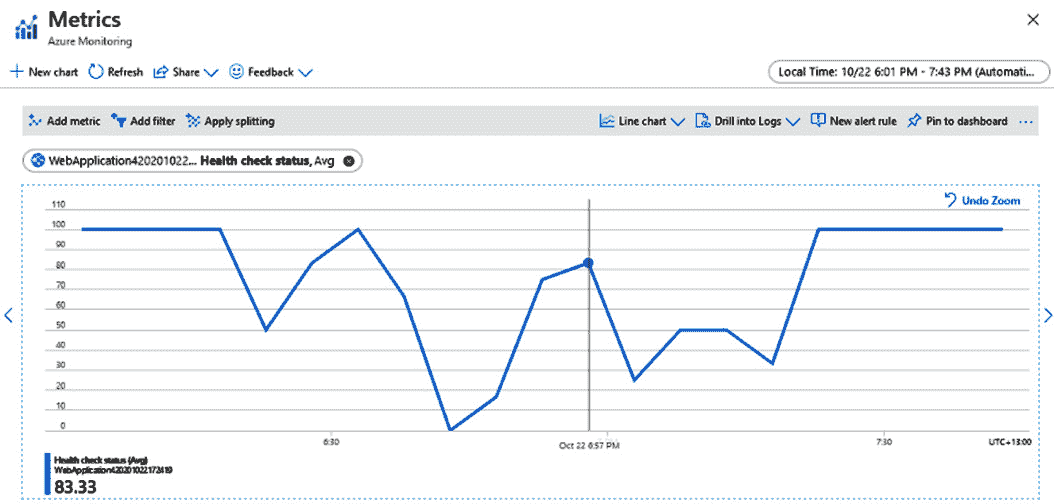 Metrics
Azure Monitoring
New chart Refresh Share Feedback
Local Time: 10/22 6:01 PM - 7:43 PM (Automati...
Add metric Add filter Apply splitting Line chart Drill into Logs New alert rule Pin to dashboard ...
WebApplication420201022... Health check status, Avg
Undo Zoom
110
100
90
80
70
60
50
40
30
20
10
0
6:30 Oct 22 6:57 PM 7:30 UTC+13:00
Health check status (Avg)
WebApplication420201022172419
83.33